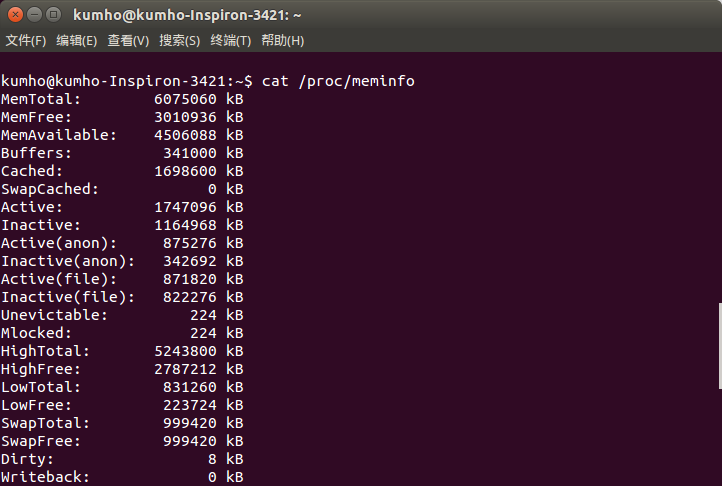 kumho@kumho-Inspiron-3421: ~
文件(F) 编辑(E) 查看(V) 搜索(S) 终端(T) 帮助(H)
kumho@kumho-Inspiron-3421:~$ cat /proc/meminfo
MemTotal:        6075060 kB
MemFree:         3010936 kB
MemAvailable:    4506088 kB
Buffers:          341000 kB
Cached:          1698600 kB
SwapCached:            0 kB
Active:          1747096 kB
Inactive:        1164968 kB
Active(anon):     875276 kB
Inactive(anon):   342692 kB
Active(file):     871820 kB
Inactive(file):   822276 kB
Unevictable:         224 kB
Mlocked:             224 kB
HighTotal:       5243800 kB
HighFree:        2787212 kB
LowTotal:         831260 kB
LowFree:          223724 kB
SwapTotal:        999420 kB
SwapFree:         999420 kB
Dirty:                 8 kB
Writeback:             0 kB